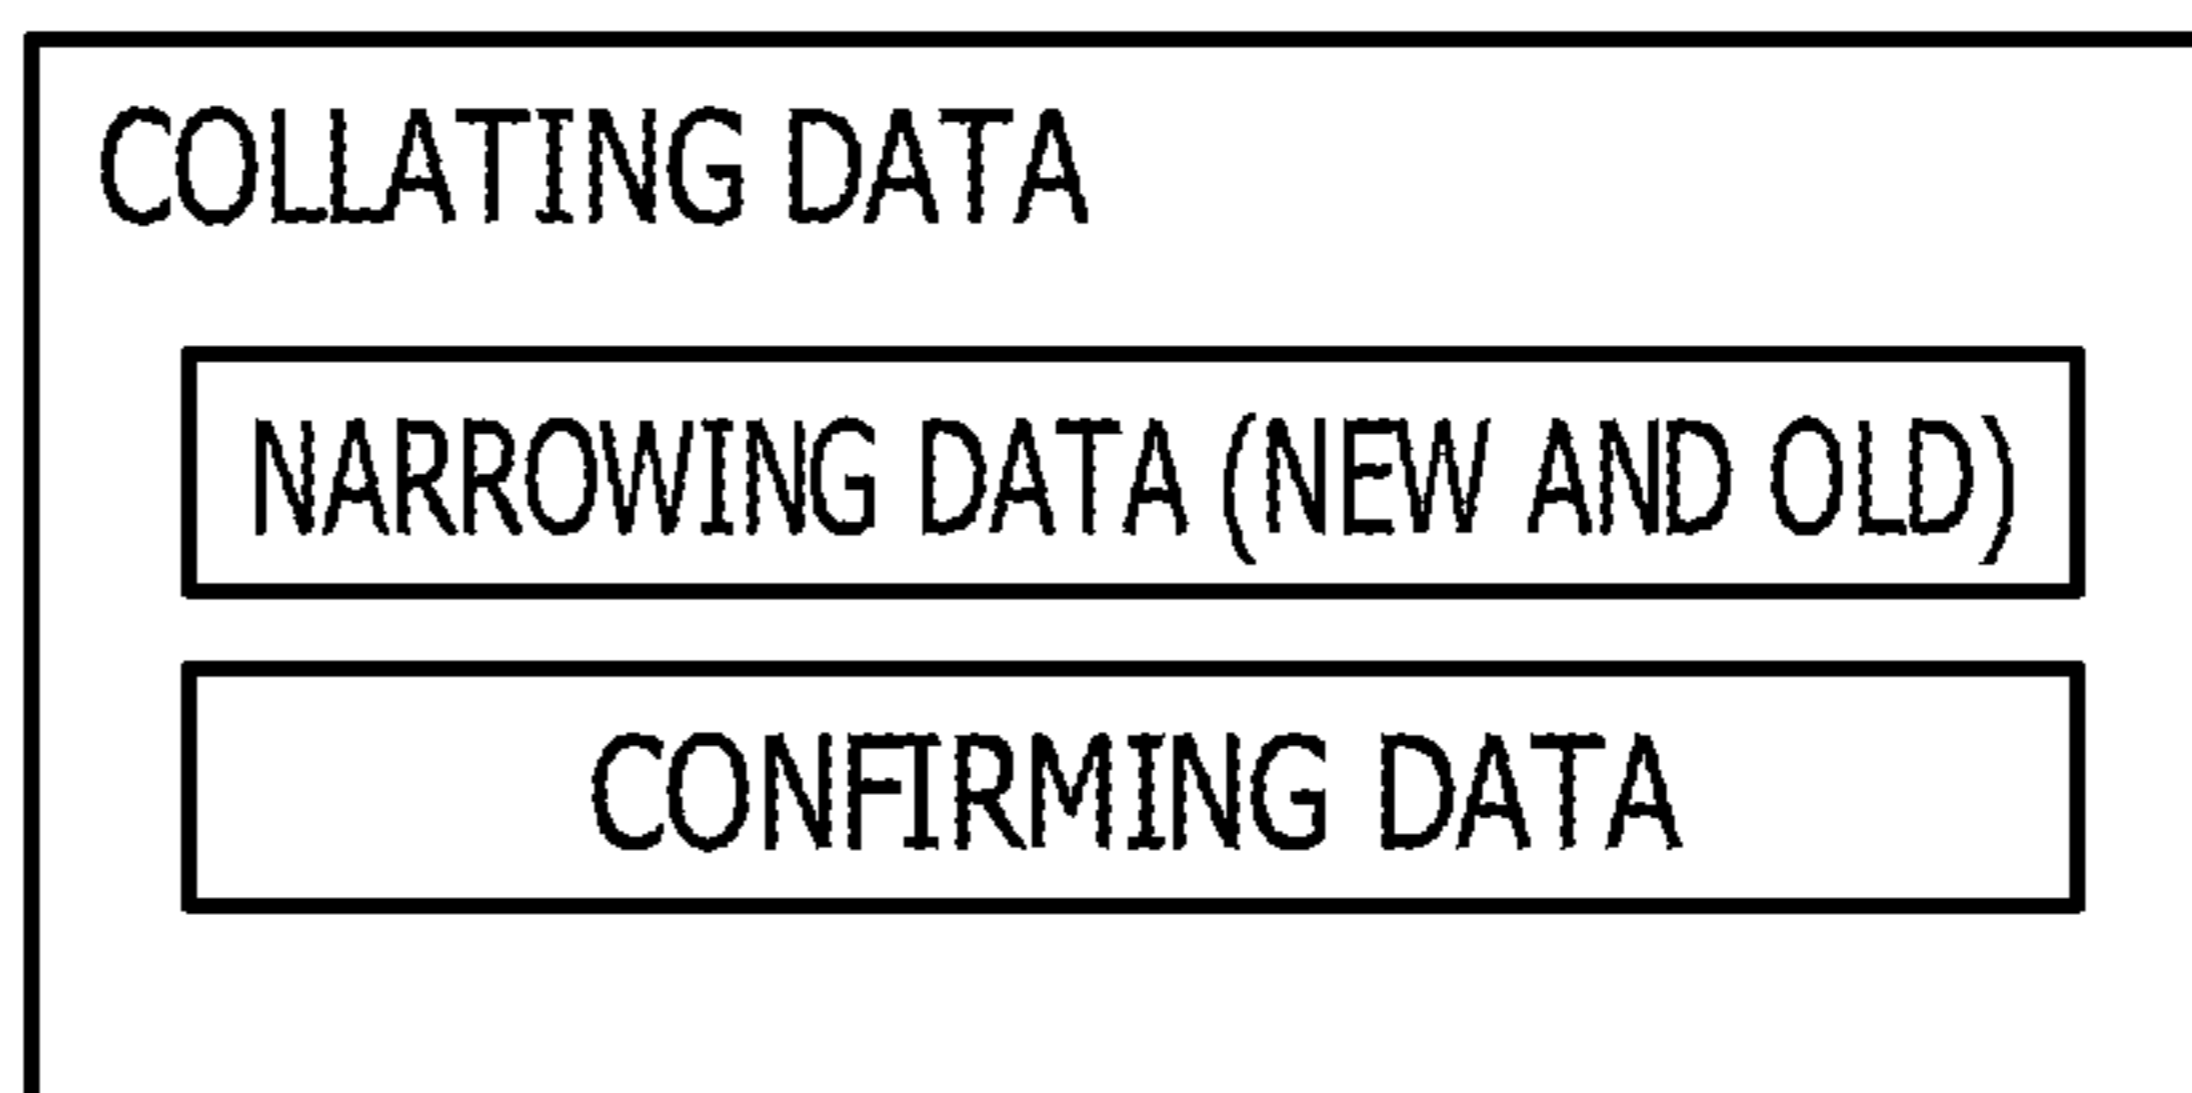 COLLATING DATA
NARROWING DATA (NEW AND OLD)
CONFIRMING DATA